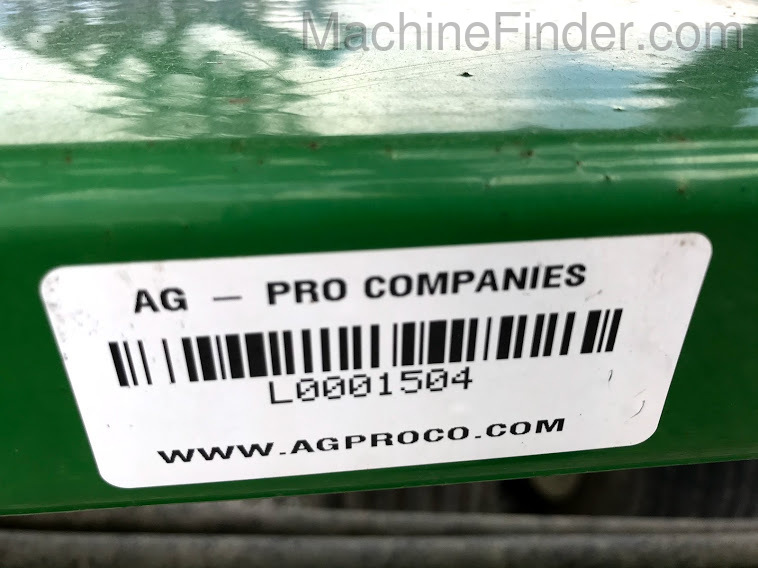 MachineFinder.com
AG - PRO COMPANIES
L0001504
WWW.AGPROCO.COM